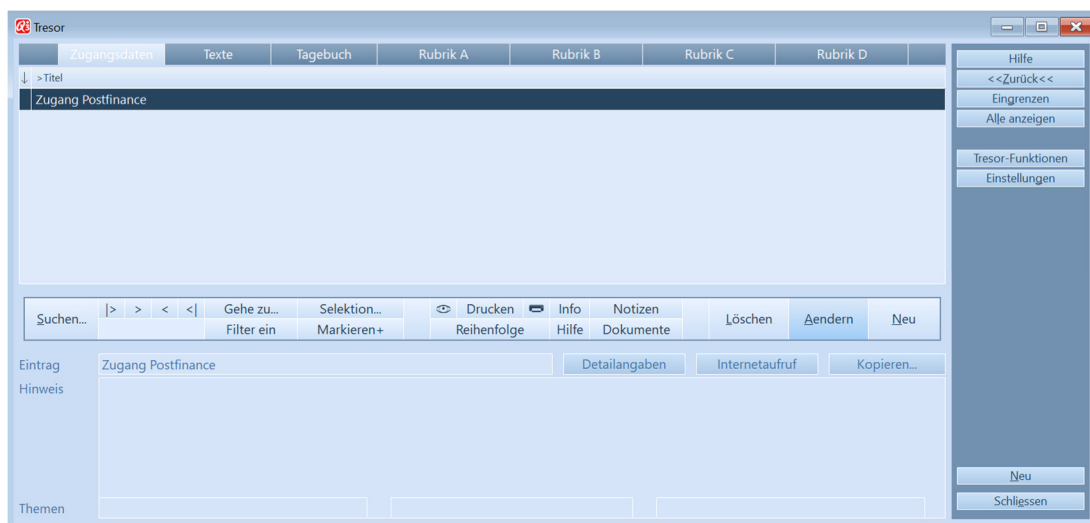 Tresor
Zugangsdaten Texte Tagebuch Rubrik A Rubrik B Rubrik C Rubrik D
>Titel
Zugang Postfinance
Hilfe
<<Zurück<<
Eingrenzen
Alle anzeigen
Tresor-Funktionen
Einstellungen
Suchen... |> > < <| Gehe zu... Selektion... Drucken Info Notizen Löschen Aendern Neu
Filter ein Markieren+ Reihenfolge Hilfe Dokumente
Eintrag Zugang Postfinance Detailangaben Internetaufruf Kopieren...
Hinweis
Themen
Neu
Schliessen